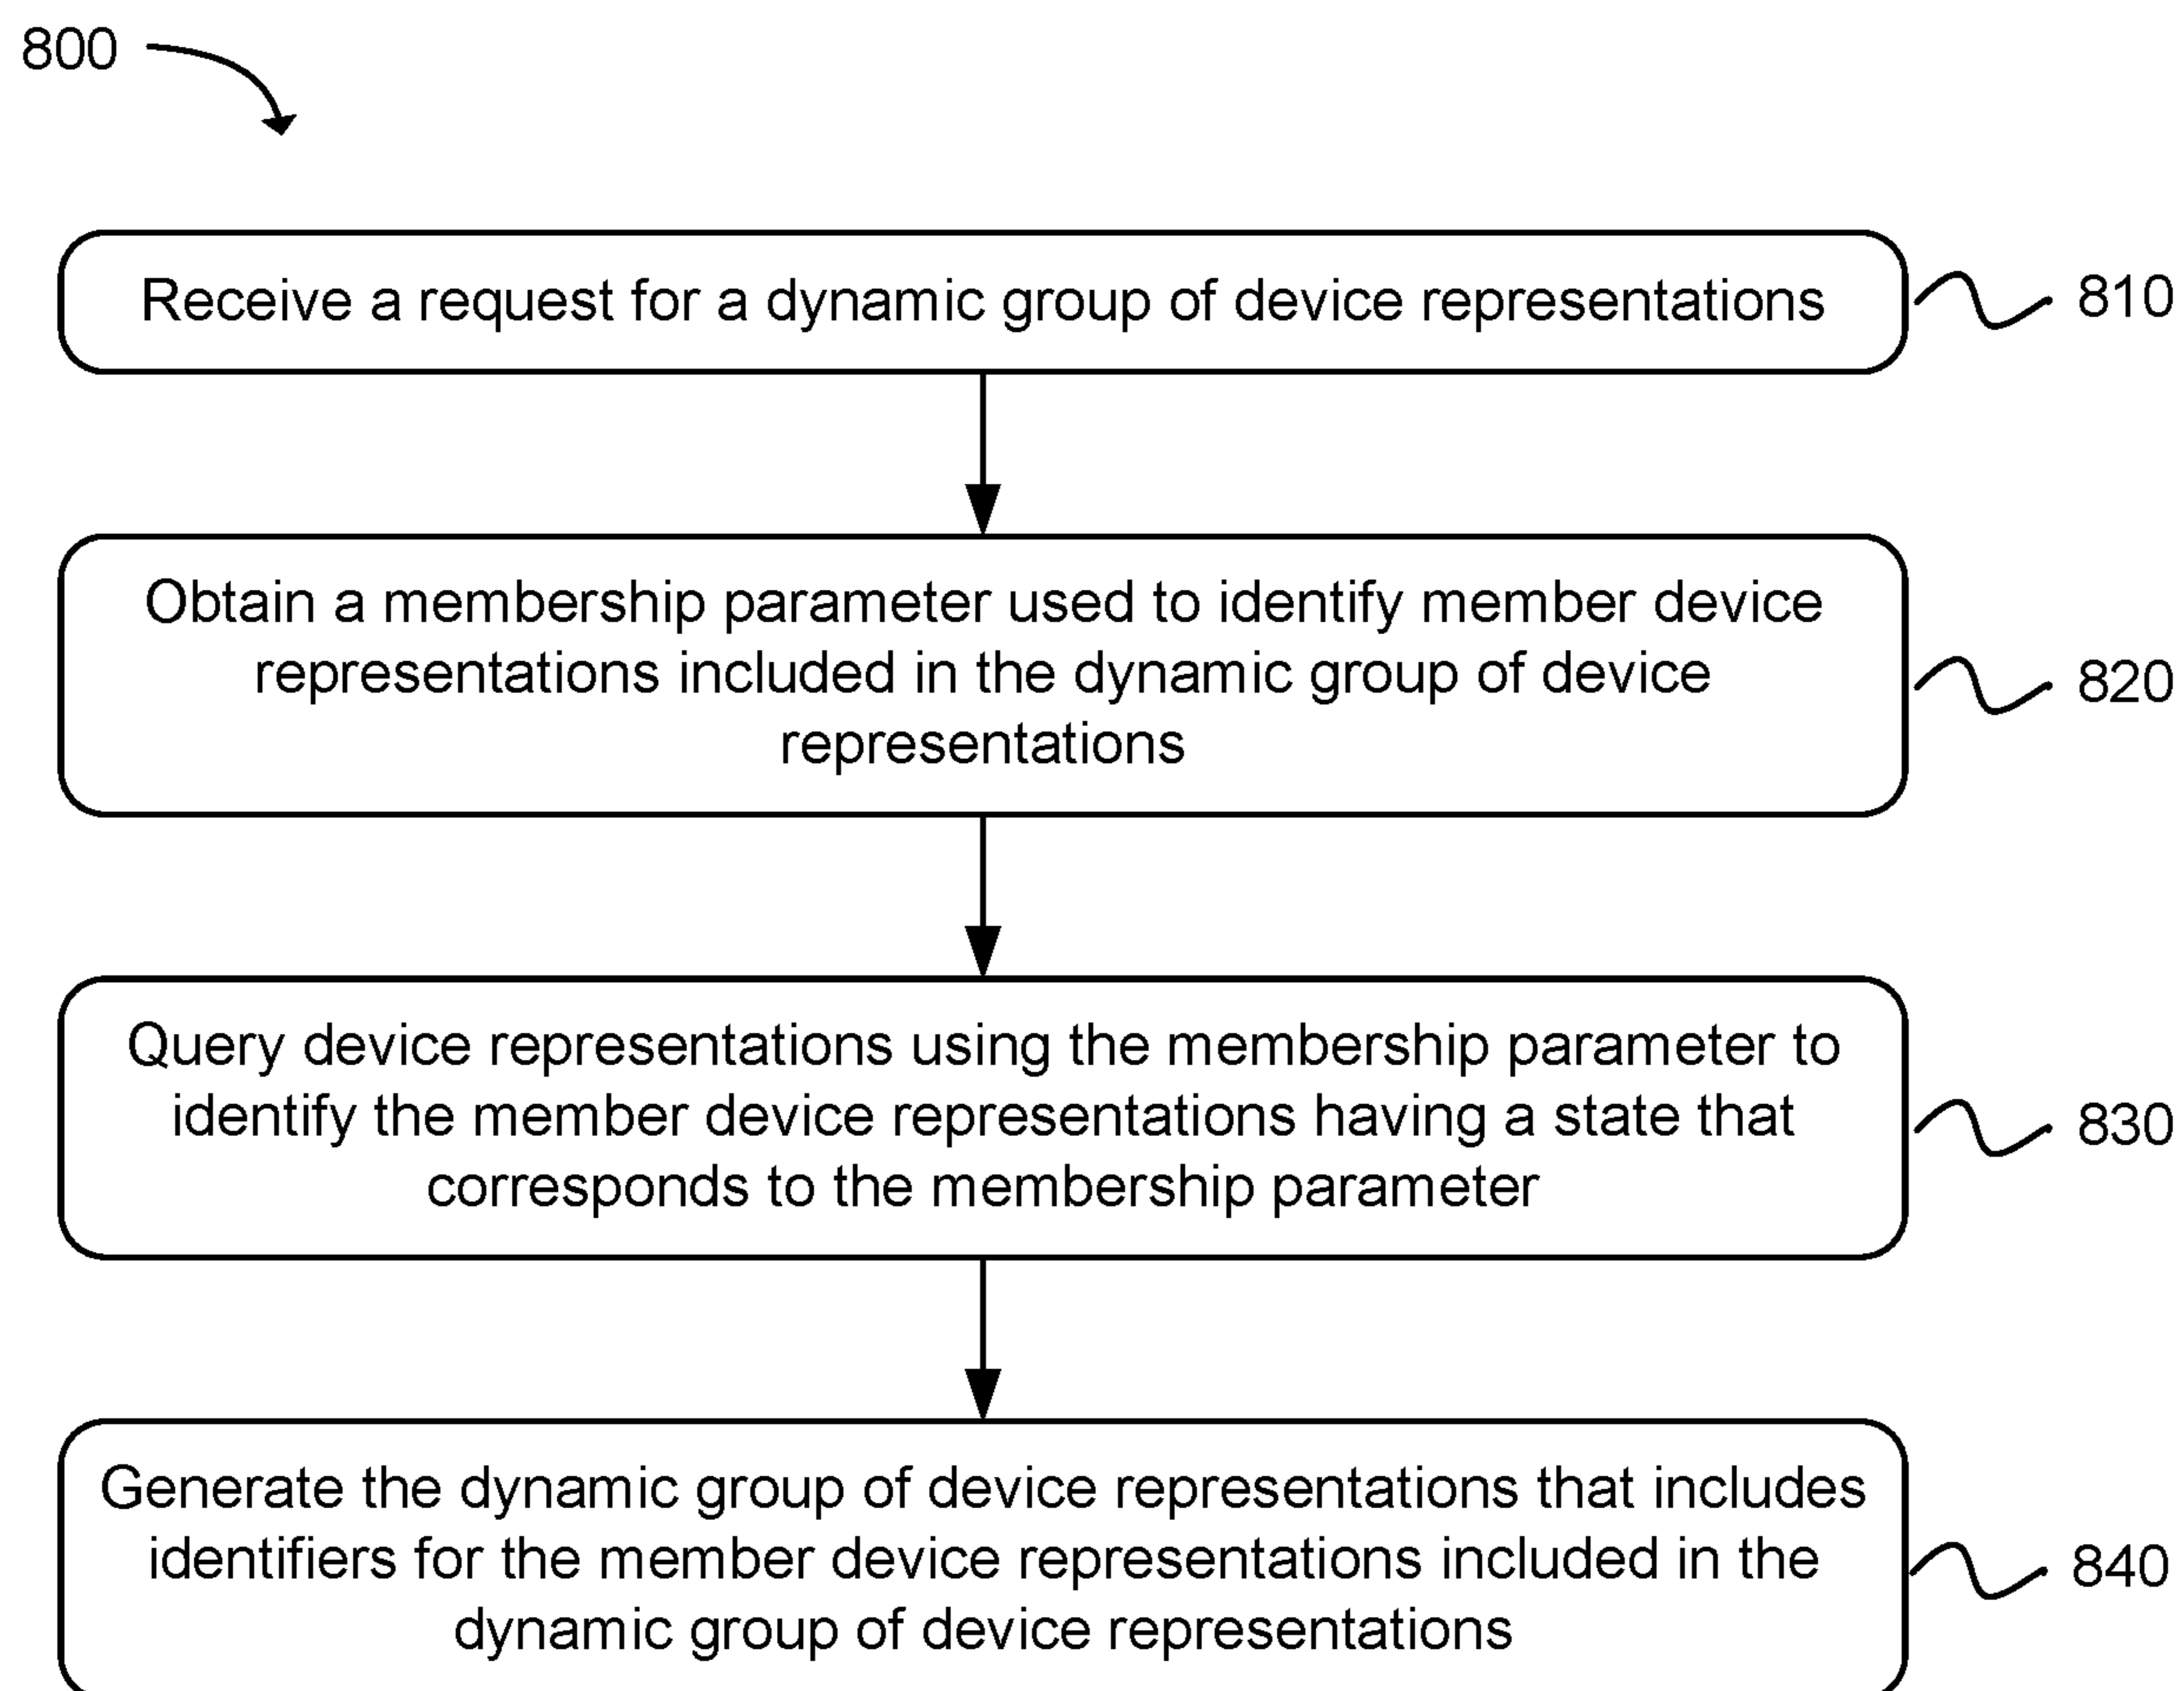 800
Receive a request for a dynamic group of device representations
810
Obtain a membership parameter used to identify member device
representations included in the dynamic group of device
representations
820
Query device representations using the membership parameter to
identify the member device representations having a state that
corresponds to the membership parameter
830
Generate the dynamic group of device representations that includes
identifiers for the member device representations included in the
dynamic group of device representations
840